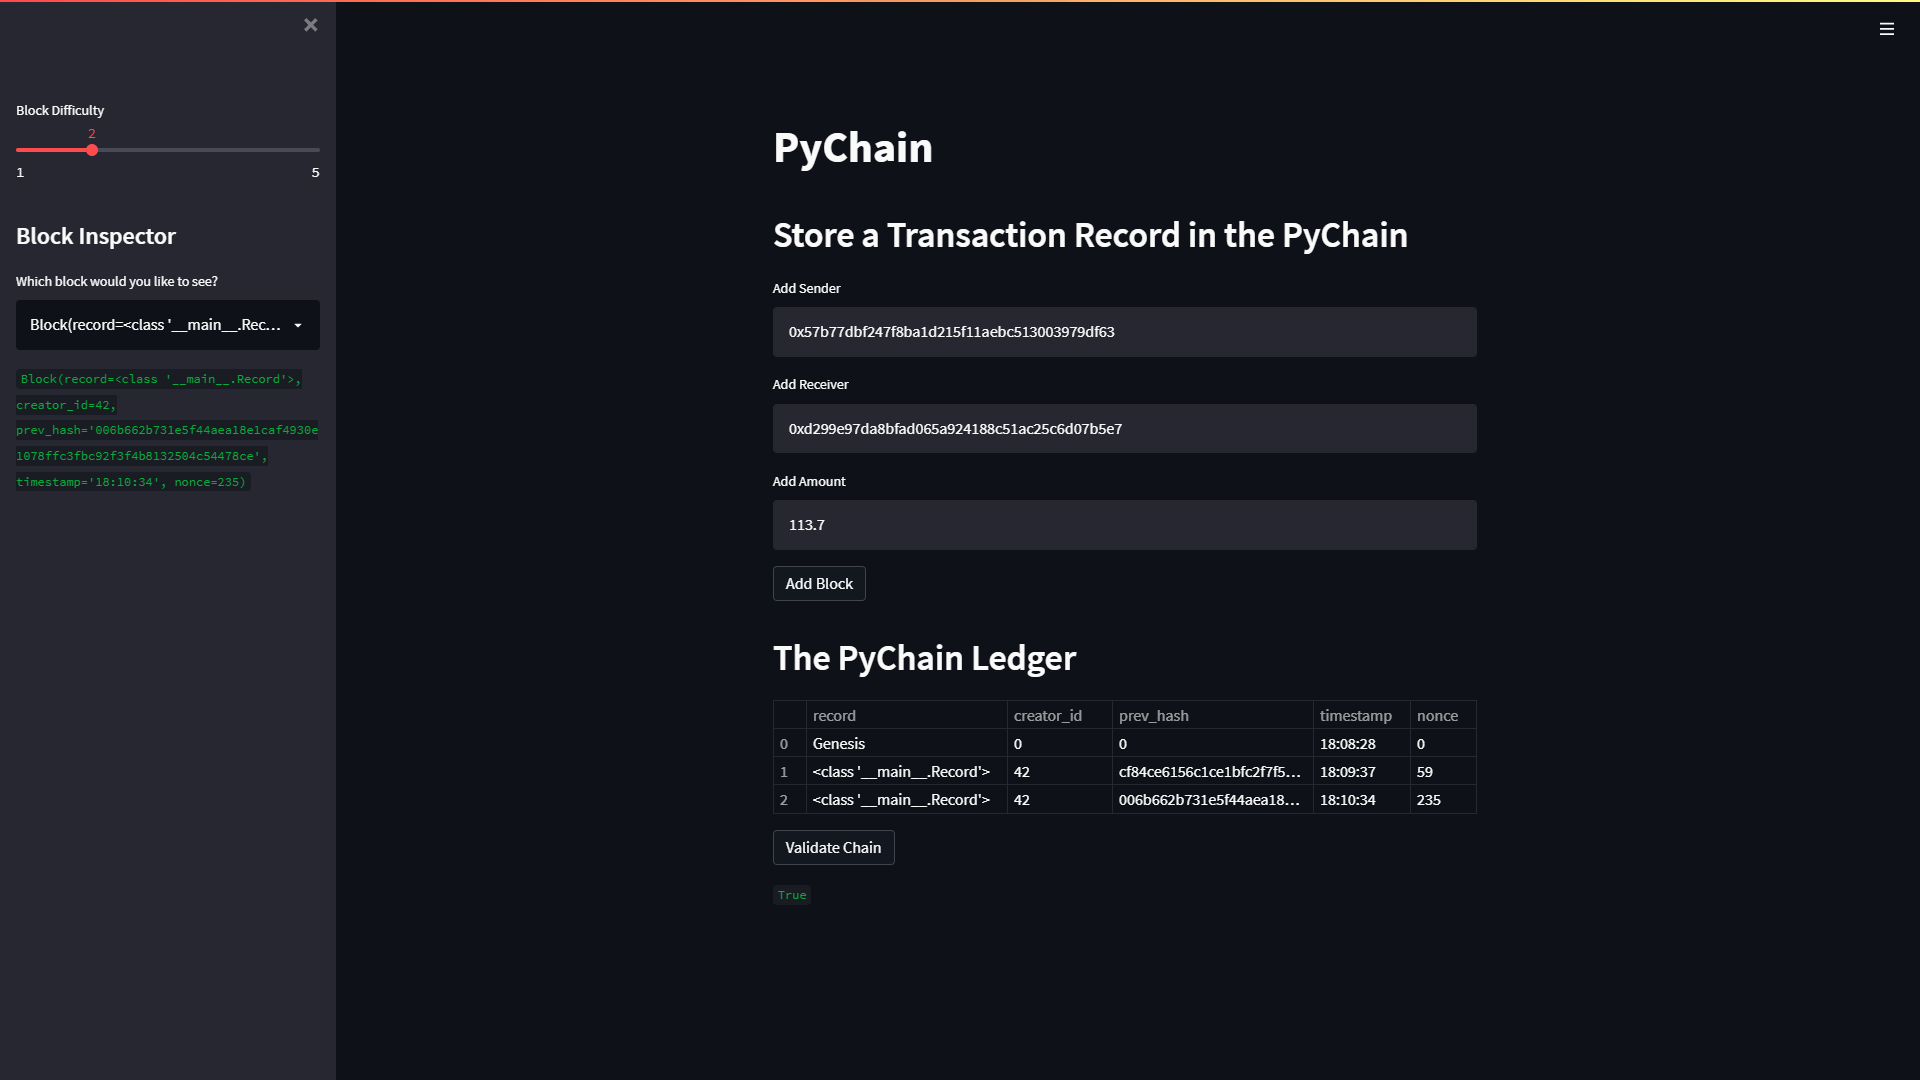 ×
Block Difficulty
2
1 5
Block Inspector
Which block would you like to see?
Block(record=<class '__main__.Rec...
Block(record=<class '__main__.Record'>,
creator_id=42,
prev_hash='006b662b731e5f44aea18e1caf4930e
1078ffc3fbc92f3f4b8132504c54478ce',
timestamp='18:10:34', nonce=235)
PyChain
Store a Transaction Record in the PyChain
Add Sender
0x57b77dbf247f8ba1d215f11aebc513003979df63
Add Receiver
0xd299e97da8bfad065a924188c51ac25c6d07b5e7
Add Amount
113.7
Add Block
The PyChain Ledger
record creator_id prev_hash timestamp nonce
0 Genesis 0 0 18:08:28 0
1 <class '__main__.Record'> 42 cf84ce6156c1ce1bfc2f7f5... 18:09:37 59
2 <class '__main__.Record'> 42 006b662b731e5f44aea18... 18:10:34 235
Validate Chain
True